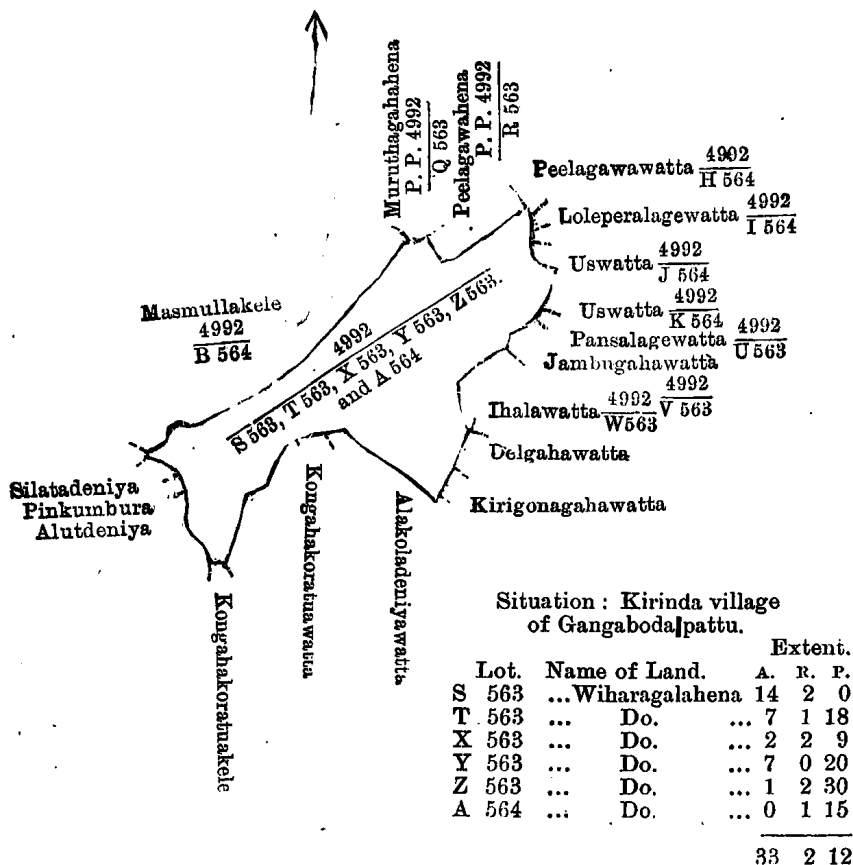 Muruthagahahena
P. P. 4992
Q 563
Peelagawahena
P. P. 4992
R 563
Peelagawawatta 4992
H 564
Loleperalagewatta 4992
I 564
Uswatta 4992
J 564
Masmullakele
4992
B 564
4992
S 563, T 563, X 563, Y 563, Z 563.
and A 564
Uswatta 4992
K 564
Pansalagewatta 4992
U 563
Jambugahawatta
4992
V 563
Ihalawatta 4992
W 563
Delgahawatta
Kirigonagahawatta
Silatadeniya
Pinkumbura
Alutdeniya
Kongahakoratuakele
Kongahakoratuawatta
Alakoladeniyawatta
Situation : Kirinda village
of Gangaboda pattu.
Extent.
Lot. Name of Land. A. R. P.
S 563 ...Wiharagalahena 14 2 0
T 563 ... Do. ... 7 1 18
X 563 ... Do. ... 2 2 9
Y 563 ... Do. ... 7 0 20
Z 563 ... Do. ... 1 2 30
A 564 ... Do. ... 0 1 15
33 2 12